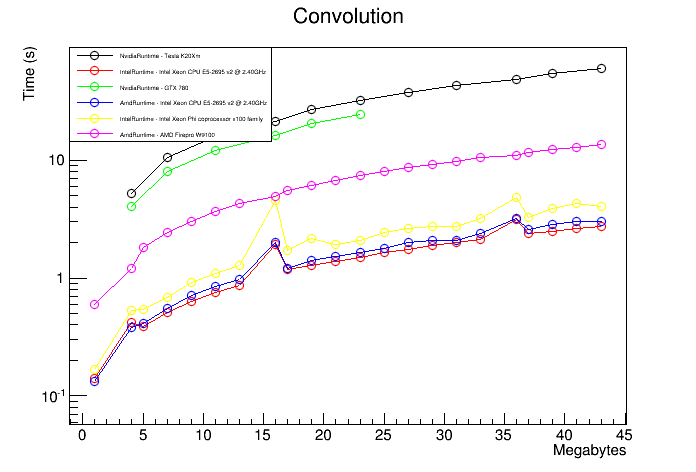 Convolution
Time (s)
NvidiaRuntime - Tesla K20Xm
IntelRuntime - Intel Xeon CPU E5-2695 v2 @ 2.40GHz
NvidiaRuntime - GTX 780
AmdRuntime - Intel Xeon CPU E5-2695 v2 @ 2.40GHz
IntelRuntime - Intel Xeon Phi coprocessor x100 family
AmdRuntime - AMD Firepro W9100
10
1
10⁻¹
0 5 10 15 20 25 30 35 40 45
Megabytes